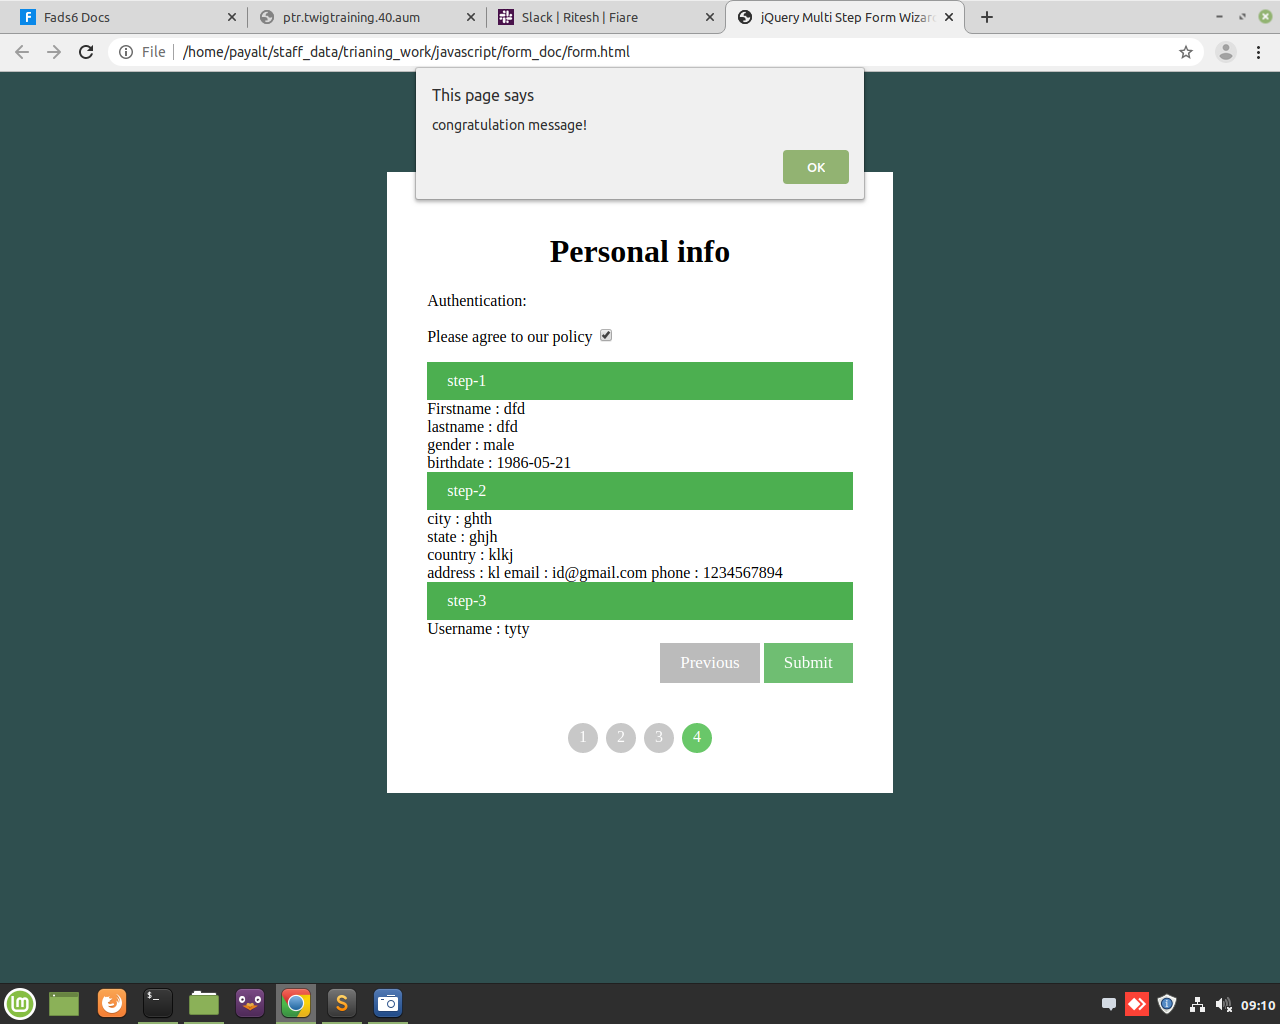 Fads6 Docs
ptr.twigtraining.40.aum
Slack | Ritesh | Fiare
jQuery Multi Step Form Wizar
File
/home/payalt/staff_data/trianing_work/javascript/form_doc/form.html
This page says
congratulation message!
OK
Personal info
Authentication:
Please agree to our policy
step-1
Firstname : dfd
lastname : dfd
gender : male
birthdate : 1986-05-21
step-2
city : ghth
state : ghjh
country : klkj
address : kl email : id@gmail.com phone : 1234567894
step-3
Username : tyty
Previous Submit
1 2 3 4
09:10